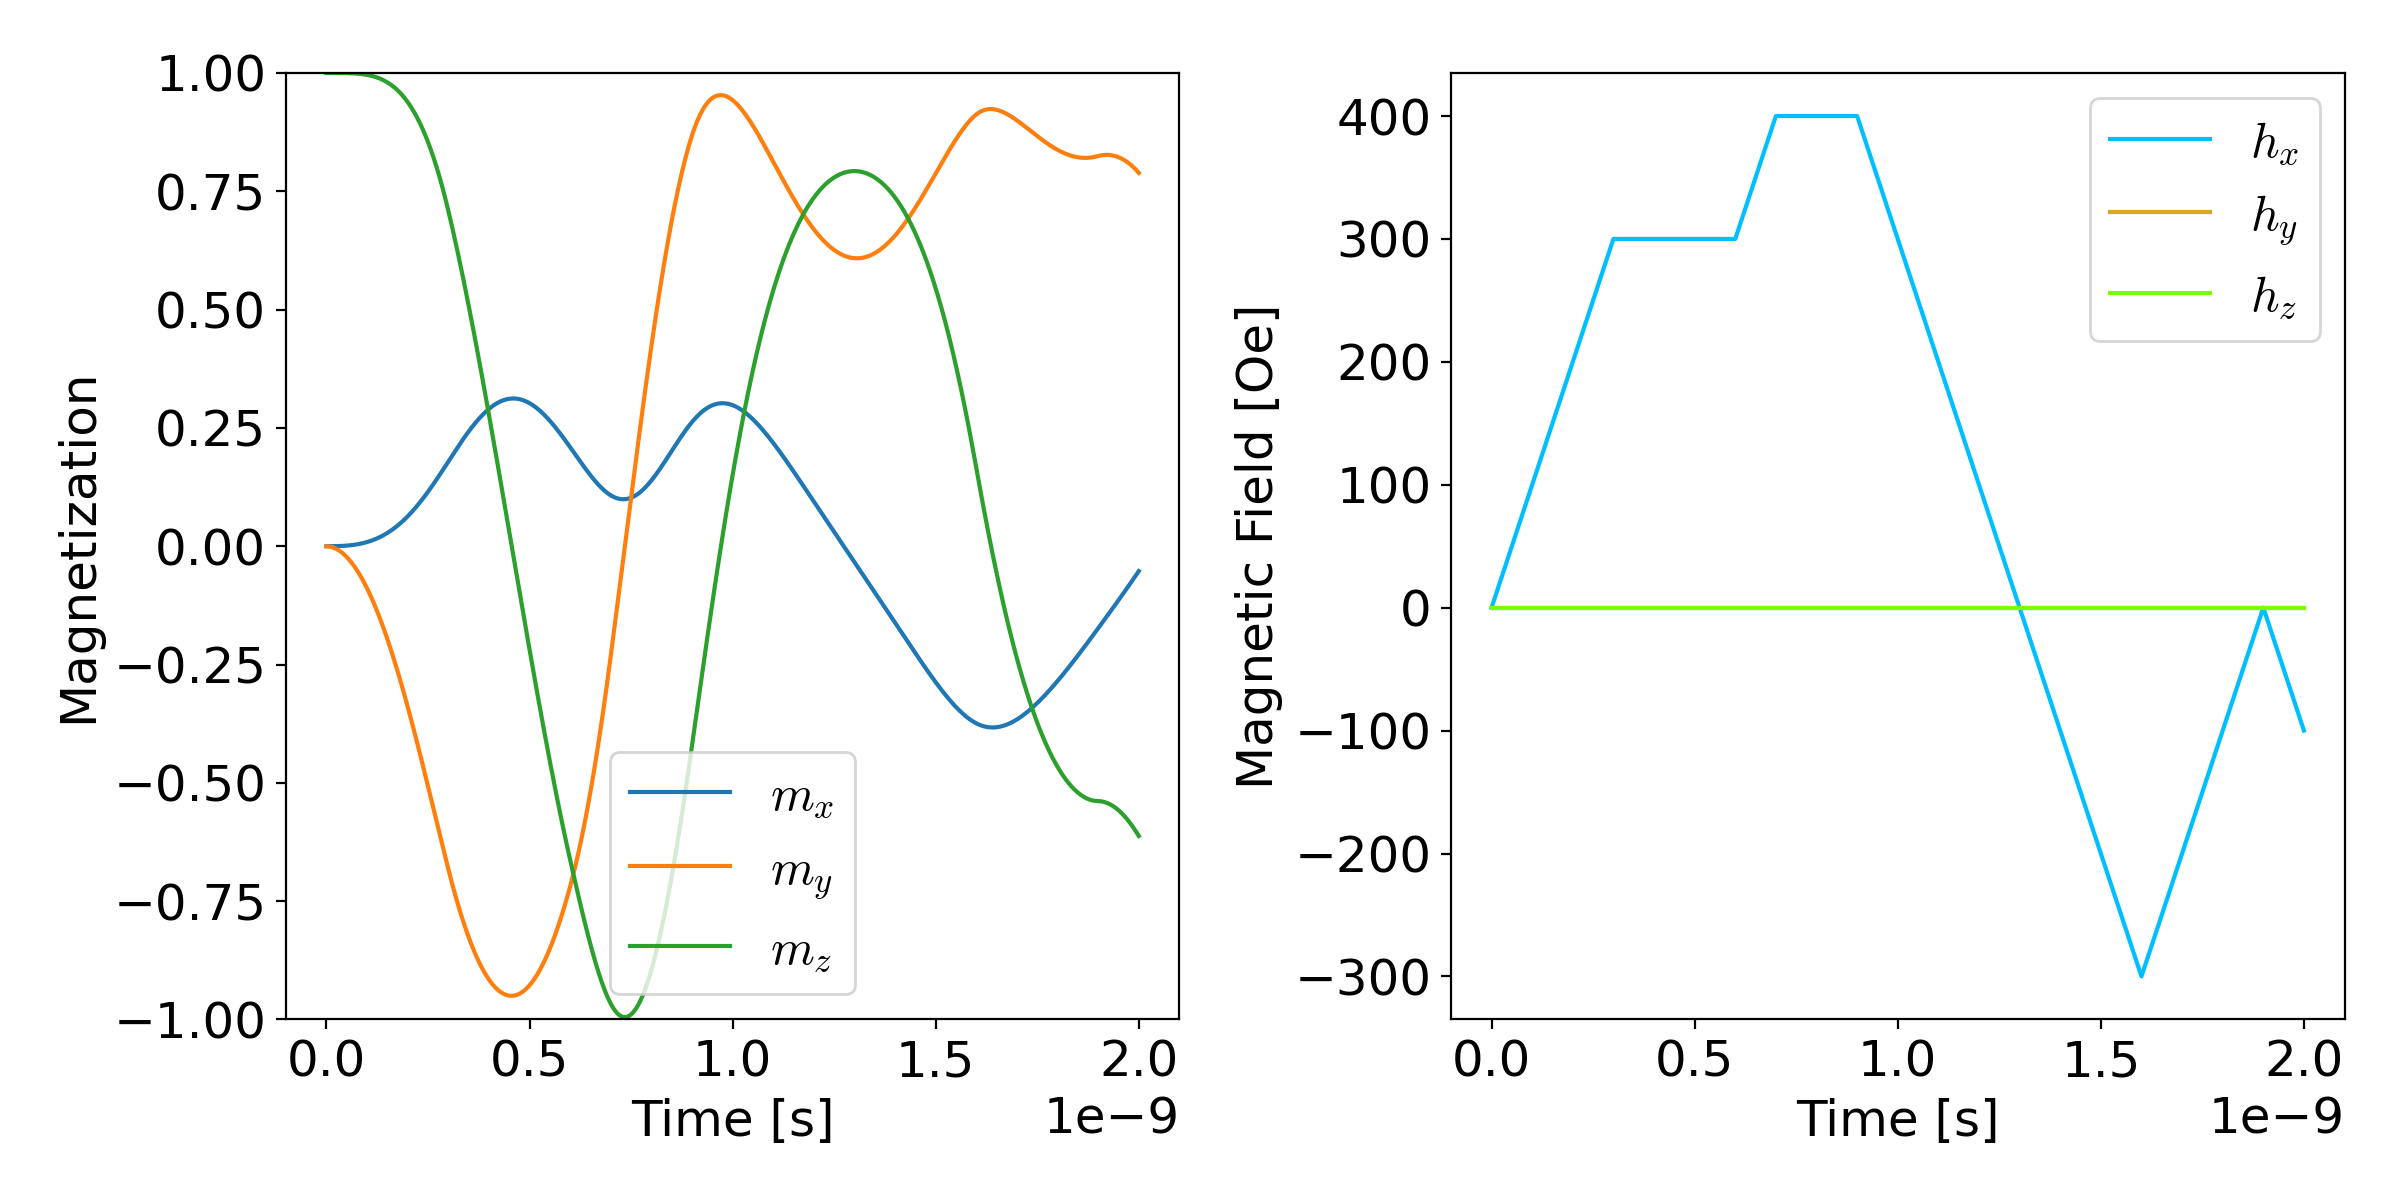 Magnetization
1.00
0.75
0.50
0.25
0.00
−0.25
−0.50
−0.75
−1.00
0.0 0.5 1.0 1.5 2.0
Time [s]
1e−9
m_x
m_y
m_z
Magnetic Field [Oe]
400
300
200
100
0
−100
−200
−300
0.0 0.5 1.0 1.5 2.0
Time [s]
1e−9
h_x
h_y
h_z